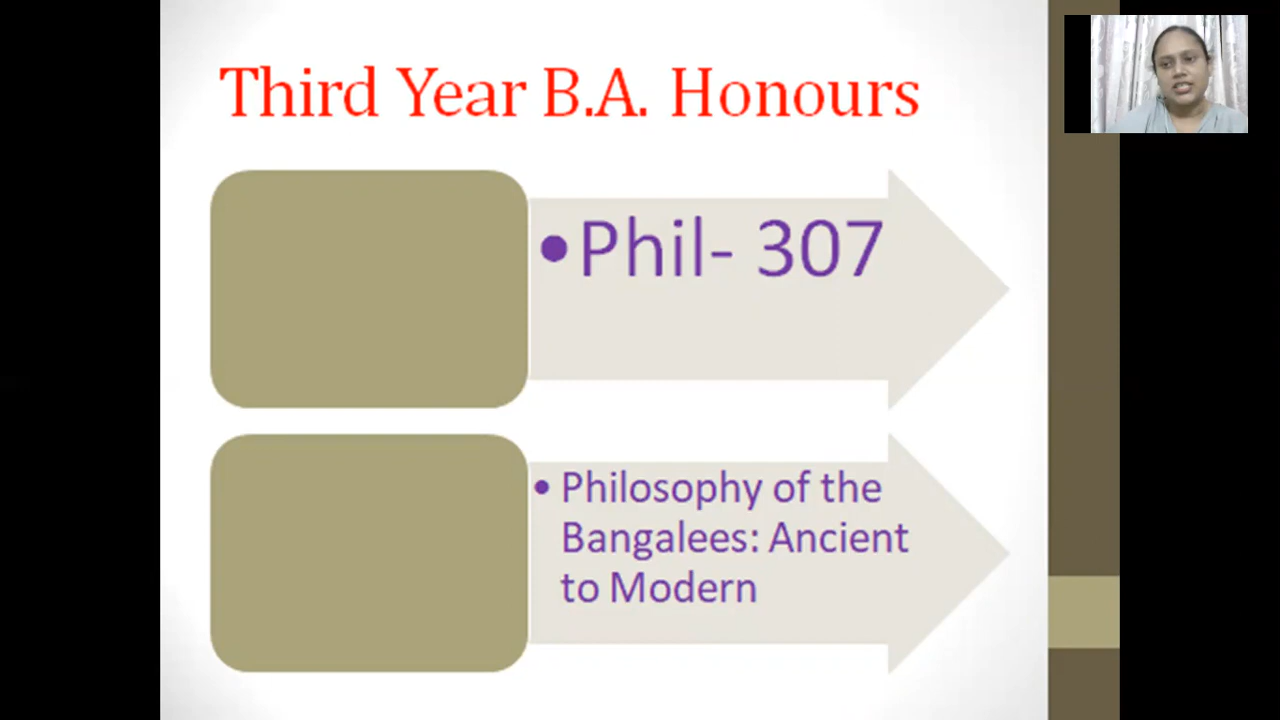 Third Year B.A. Honours
•Phil- 307
• Philosophy of the
Bangalees: Ancient
to Modern